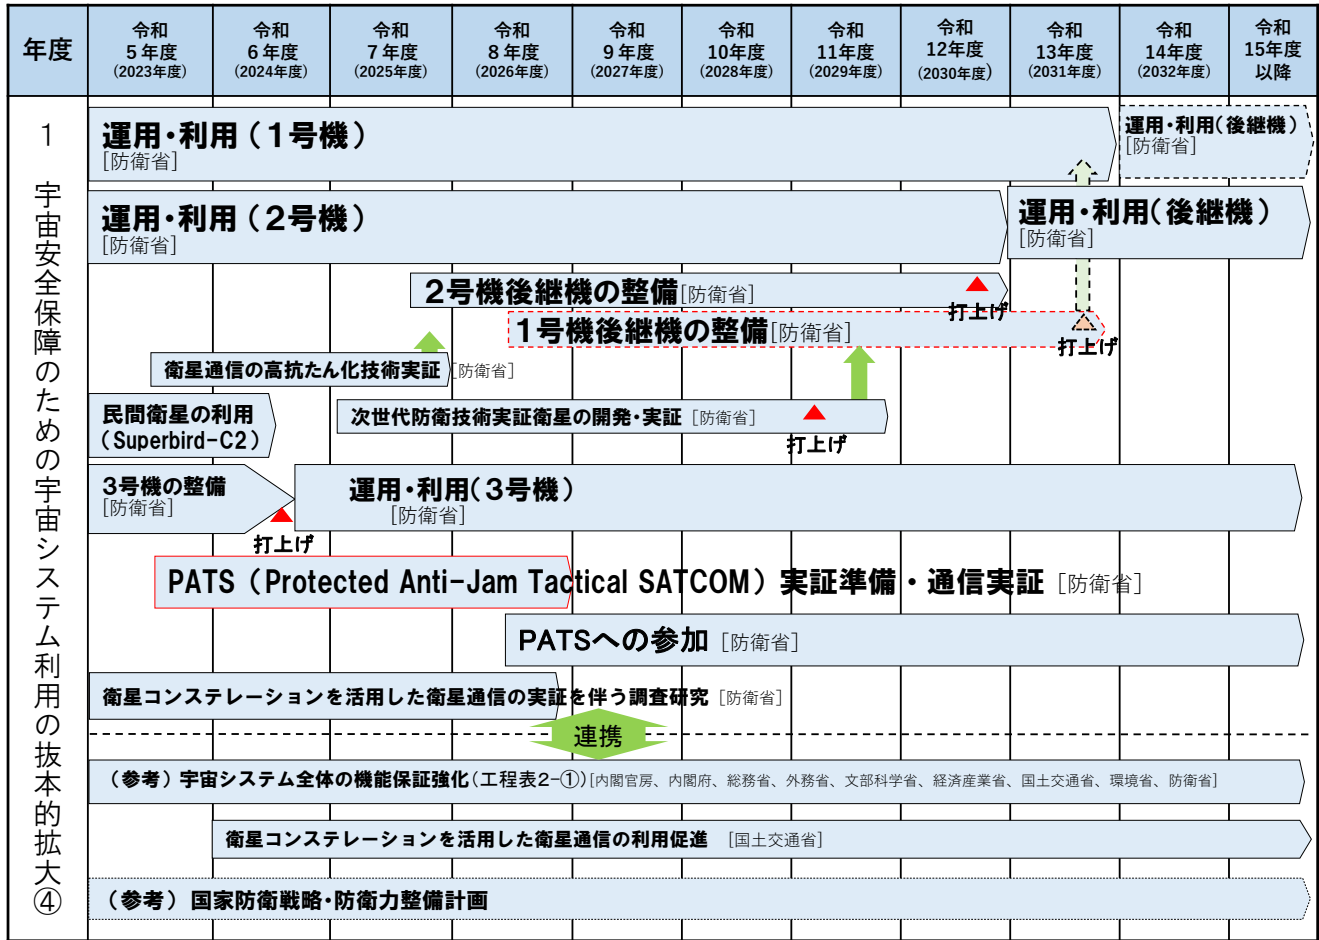 年度
令和
5年度
(2023年度)
令和
6年度
(2024年度)
令和
7年度
(2025年度)
令和
8年度
(2026年度)
令和
9年度
(2027年度)
令和
10年度
(2028年度)
令和
11年度
(2029年度)
令和
12年度
(2030年度)
令和
13年度
(2031年度)
令和
14年度
(2032年度)
令和
15年度
以降
1 宇宙安全保障のための宇宙システム利用の抜本的拡大④
運用・利用(1号機)
[防衛省]
運用・利用(後継機)
[防衛省]
運用・利用(2号機)
[防衛省]
運用・利用(後継機)
[防衛省]
2号機後継機の整備[防衛省]
打上げ
1号機後継機の整備[防衛省]
打上げ
衛星通信の高抗たん化技術実証[防衛省]
民間衛星の利用
(Superbird-C2)
次世代防衛技術実証衛星の開発・実証 [防衛省]
打上げ
3号機の整備
[防衛省]
打上げ
運用・利用(3号機)
[防衛省]
PATS(Protected Anti-Jam Tactical SATCOM)実証準備・通信実証 [防衛省]
PATSへの参加 [防衛省]
衛星コンステレーションを活用した衛星通信の実証を伴う調査研究 [防衛省]
連携
(参考)宇宙システム全体の機能保証強化(工程表2-①)[内閣官房、内閣府、総務省、外務省、文部科学省、経済産業省、国土交通省、環境省、防衛省]
衛星コンステレーションを活用した衛星通信の利用促進 [国土交通省]
(参考)国家防衛戦略・防衛力整備計画